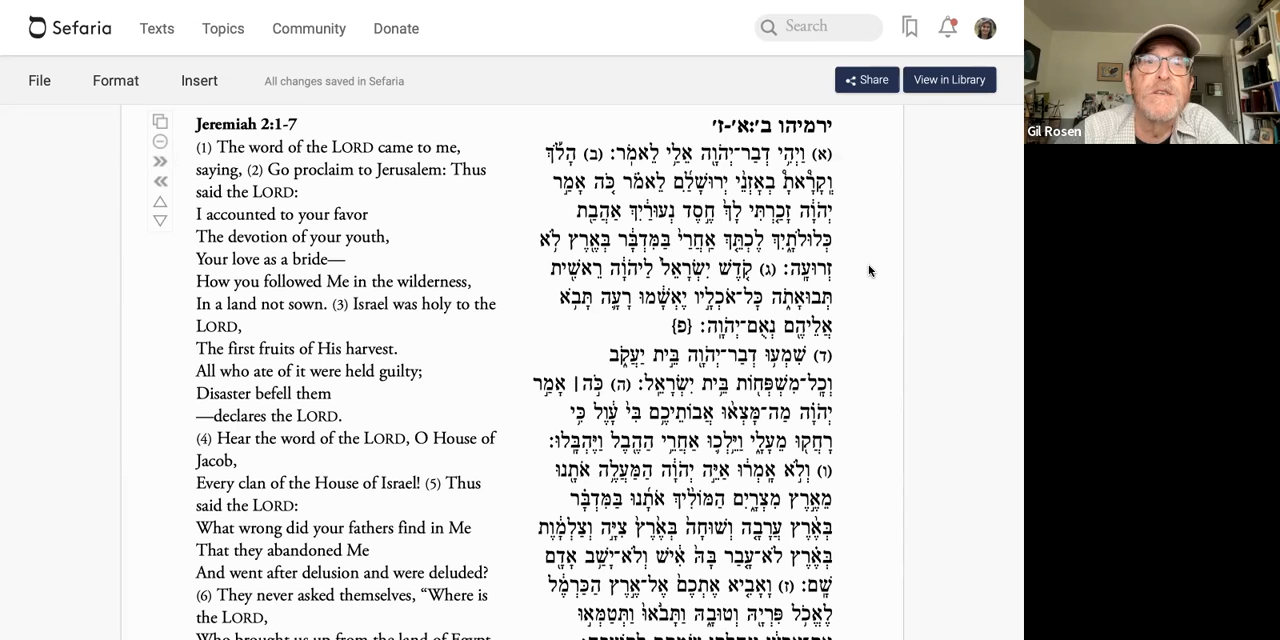 Sefaria Texts Topics Community Donate Search
File Format Insert All changes saved in Sefaria Share View in Library
Gil Rosen
Jeremiah 2:1-7
(1) The word of the LORD came to me,
saying, (2) Go proclaim to Jerusalem: Thus
said the LORD:
I accounted to your favor
The devotion of your youth,
Your love as a bride—
How you followed Me in the wilderness,
In a land not sown. (3) Israel was holy to the
LORD,
The first fruits of His harvest.
All who ate of it were held guilty;
Disaster befell them
—declares the LORD.
(4) Hear the word of the LORD, O House of
Jacob,
Every clan of the House of Israel! (5) Thus
said the LORD:
What wrong did your fathers find in Me
That they abandoned Me
And went after delusion and were deluded?
(6) They never asked themselves, “Where is
the LORD,
Who brought us up from the land of Egypt
ירמיהו ב׳:א׳-ז׳
(א) וַיְהִ֥י דְבַר־יְהֹוָ֖ה אֵלַ֥י לֵאמֹֽר׃ (ב) הָלֹ֡ךְ
וְֽקָרָ֩אתָ֩ בְאׇזְנֵ֨י יְרוּשָׁלַ֜͏ִם לֵאמֹ֗ר כֹּ֚ה אָמַ֣ר
יְהֹוָ֔ה זָכַ֤רְתִּי לָךְ֙ חֶ֣סֶד נְעוּרַ֔יִךְ אַהֲבַ֖ת
כְּלוּלֹתָ֑יִךְ לֶכְתֵּ֤ךְ אַֽחֲרַי֙ בַּמִּדְבָּ֔ר בְּאֶ֖רֶץ לֹ֥א
זְרוּעָֽה׃ (ג) קֹ֤דֶשׁ יִשְׂרָאֵל֙ לַיהֹוָ֔ה רֵאשִׁ֖ית
תְּבוּאָתֹ֑ה כׇּל־אֹכְלָ֣יו יֶאְשָׁ֔מוּ רָעָ֛ה תָּבֹ֥א
אֲלֵיהֶ֖ם נְאֻם־יְהֹוָֽה׃ {פ}
(ד) שִׁמְע֥וּ דְבַר־יְהֹוָ֖ה בֵּ֣ית יַעֲקֹ֑ב
וְכׇֽל־מִשְׁפְּח֖וֹת בֵּ֥ית יִשְׂרָאֵֽל׃ (ה) כֹּ֣ה׀ אָמַ֣ר
יְהֹוָ֗ה מַה־מָּצְא֨וּ אֲבוֹתֵיכֶ֥ם בִּי֙ עָ֔וֶל כִּ֥י
רָחֲק֖וּ מֵעָלָ֑י וַיֵּ֥לְכ֛וּ אַחֲרֵ֥י הַהֶ֖בֶל וַיֶּהְבָּֽלוּ׃
(ו) וְלֹ֣א אָמְר֔וּ אַיֵּ֣ה יְהֹוָ֔ה הַמַּעֲלֶ֥ה אֹתָ֖נוּ
מֵאֶ֣רֶץ מִצְרָ֑יִם הַמּוֹלִ֨יךְ אֹתָ֜נוּ בַּמִּדְבָּ֗ר
בְּאֶ֨רֶץ עֲרָבָ֤ה וְשׁוּחָה֙ בְּאֶ֙רֶץ֙ צִיָּ֣ה וְצַלְמָ֔וֶת
בְּאֶ֗רֶץ לֹא־עָ֤בַר בָּהּ֙ אִ֔ישׁ וְלֹא־יָשַׁ֥ב אָדָ֖ם
שָֽׁם׃ (ז) וָאָבִ֤יא אֶתְכֶם֙ אֶל־אֶ֣רֶץ הַכַּרְמֶ֔ל
לֶאֱכֹ֥ל פִּרְיָ֖הּ וְטוּבָ֑הּ וַתָּבֹ֙אוּ֙ וַתְּטַמְּא֣וּ